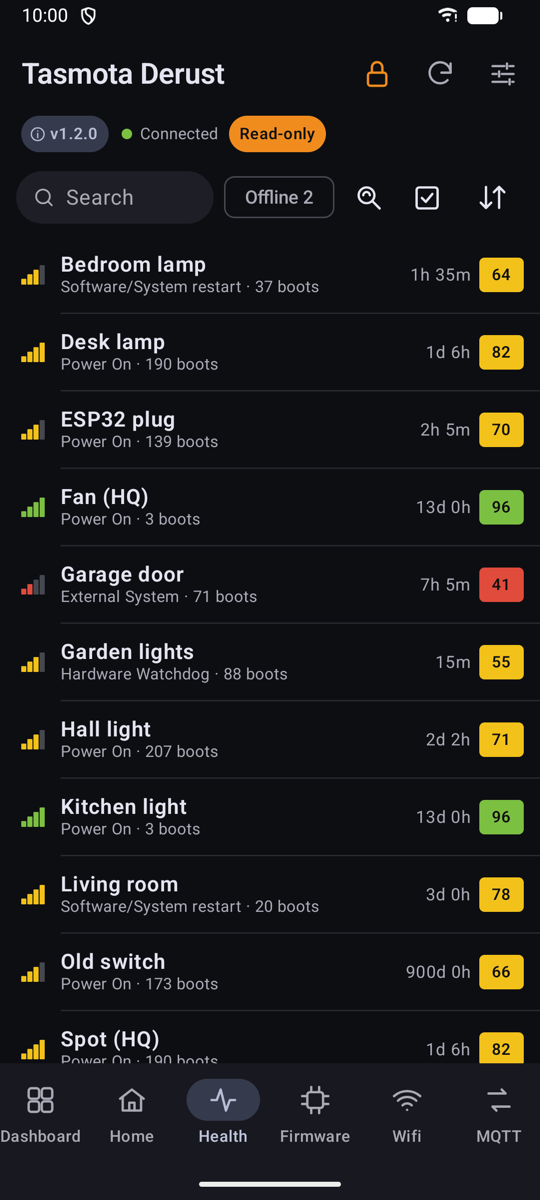 10:00
Tasmota Derust
v1.2.0 Connected Read-only
Search Offline 2
Bedroom lamp
Software/System restart · 37 boots
1h 35m 64
Desk lamp
Power On · 190 boots
1d 6h 82
ESP32 plug
Power On · 139 boots
2h 5m 70
Fan (HQ)
Power On · 3 boots
13d 0h 96
Garage door
External System · 71 boots
7h 5m 41
Garden lights
Hardware Watchdog · 88 boots
15m 55
Hall light
Power On · 207 boots
2d 2h 71
Kitchen light
Power On · 3 boots
13d 0h 96
Living room
Software/System restart · 20 boots
3d 0h 78
Old switch
Power On · 173 boots
900d 0h 66
Spot (HQ)
Power On · 190 boots
1d 6h 82
Dashboard Home Health Firmware Wifi MQTT